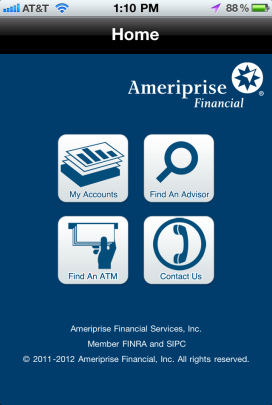 AT&T 1:10 PM 88%
Home
Ameriprise
Financial
®
My Accounts Find An Advisor
Find An ATM Contact Us
Ameriprise Financial Services, Inc.
Member FINRA and SIPC
© 2011-2012 Ameriprise Financial, Inc. All rights reserved.